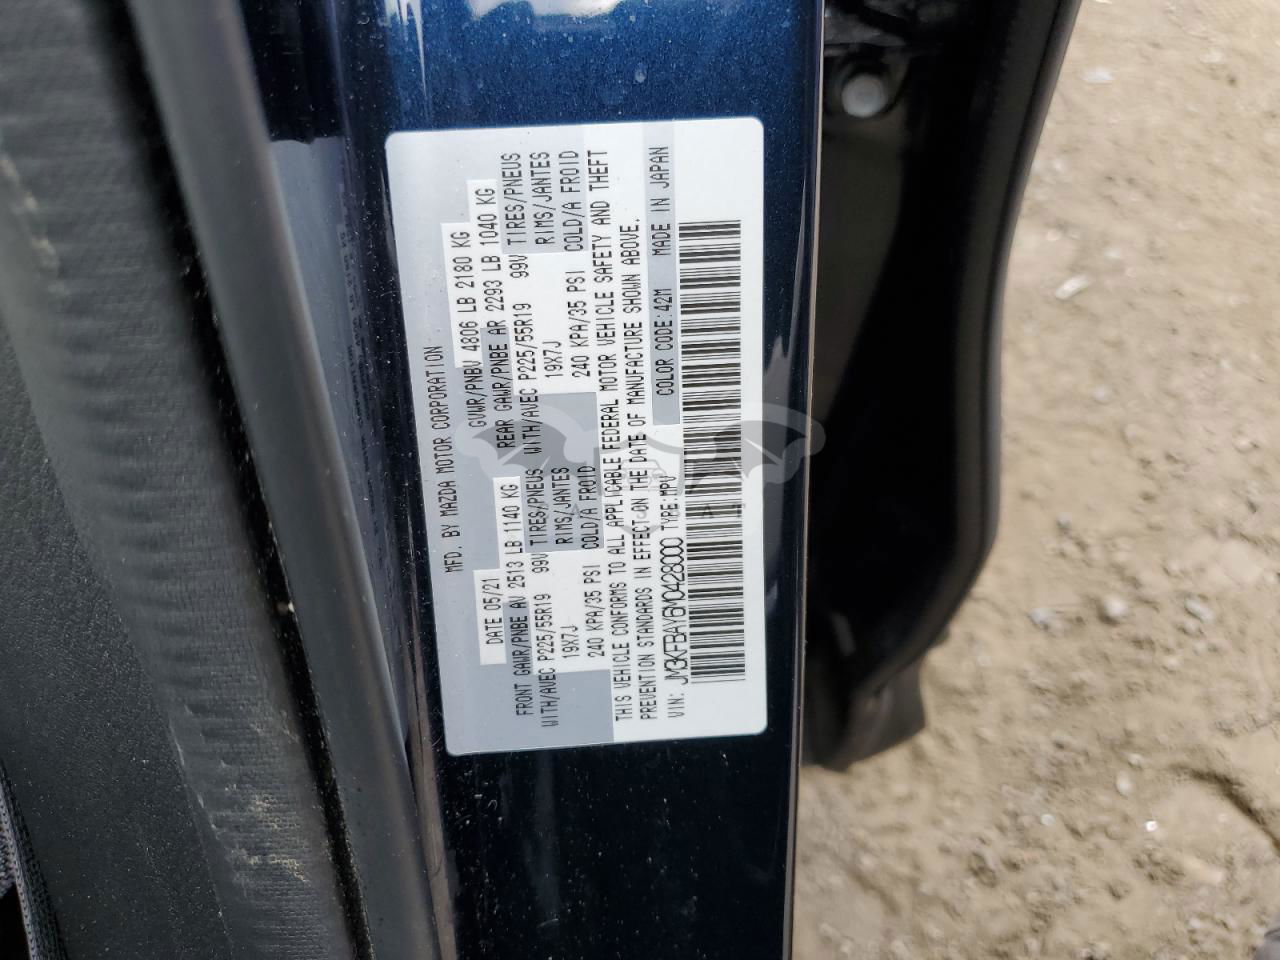 MFD. BY MAZDA MOTOR CORPORATION
DATE 05/21 GVWR/PNBV 4806 LB 2180 KG
FRONT GAWR/PNBE AV 2513 LB 1140 KG REAR GAWR/PNBE AR 2293 LB 1040 KG
WITH/AVEC P225/55R19 99V TIRES/PNEUS WITH/AVEC P225/55R19 99V TIRES/PNEUS
19X7J RIMS/JANTES 19X7J RIMS/JANTES
240 KPA/35 PSI COLD/A FROID 240 KPA/35 PSI COLD/A FROID
THIS VEHICLE CONFORMS TO ALL APPLICABLE FEDERAL MOTOR VEHICLE SAFETY AND THEFT
PREVENTION STANDARDS IN EFFECT ON THE DATE OF MANUFACTURE SHOWN ABOVE.
VIN: JM3KFBAY6M0428000 TYPE:MPV COLOR CODE:42M MADE IN JAPAN